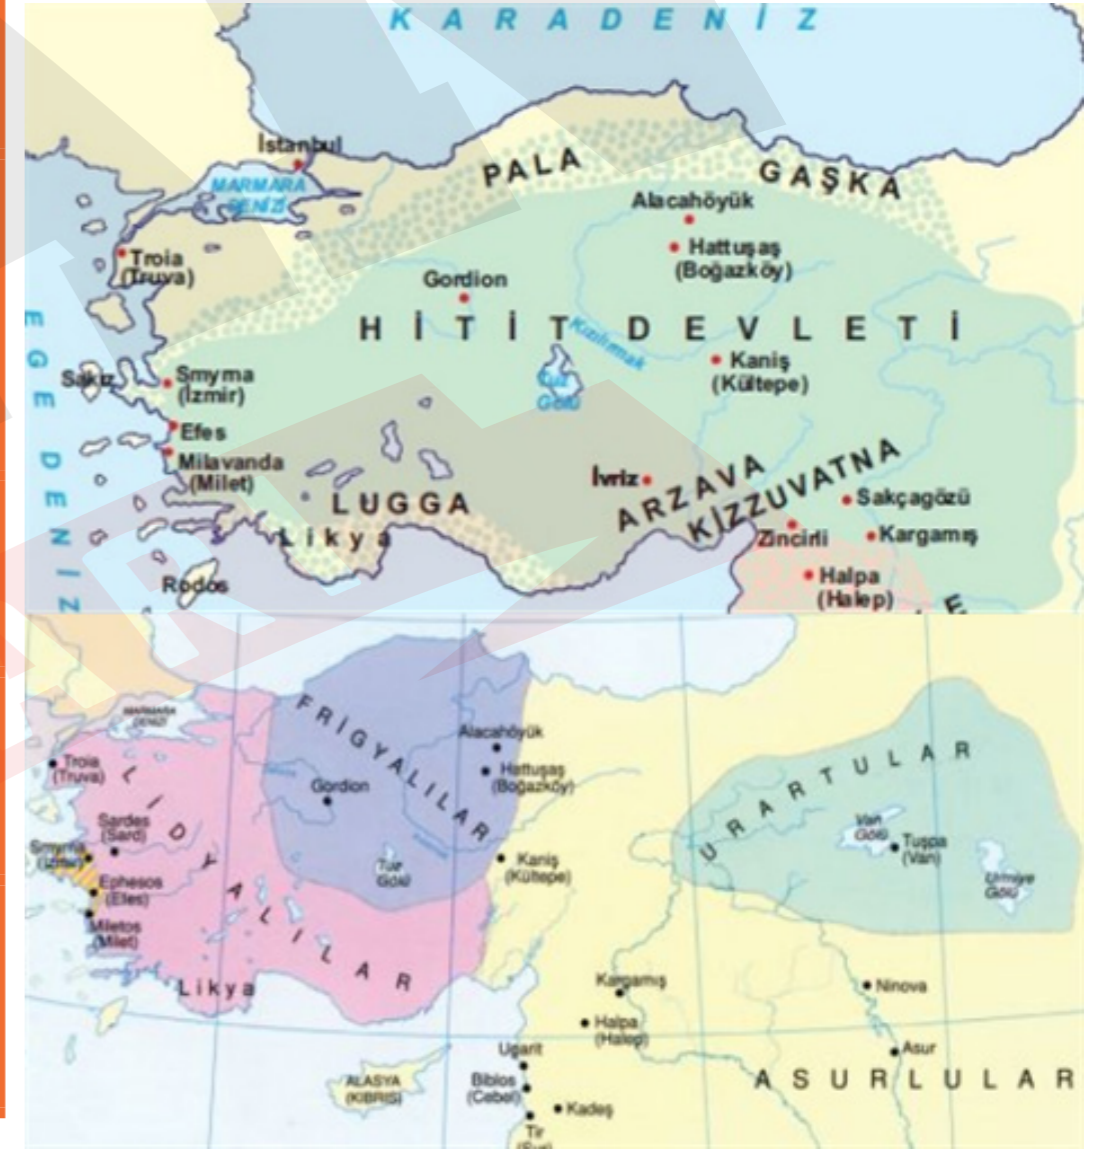 KARADENİZ
İstanbul
MARMARA
DENİZİ
PALA
GAŞKA
Alacahöyük
Hattuşaş
(Boğazköy)
Troia
(Truva)
Gordion
HİTİT DEVLETİ
EGE DENİZİ
Kızılırmak
Kaniş
(Kültepe)
Tuz
Gölü
Sakız
Smyrna
(İzmir)
Efes
Milavanda
(Milet)
LUGGA
Likya
Rodos
İvriz
ARZAVA
KİZZUVATNA
Sakçagözü
Zincirli
Kargamış
Halpa
(Halep)
E
MARMARA
DENİZİ
FRİGYALILAR
Alacahöyük
Hattuşaş
(Boğazköy)
Troia
(Truva)
Gordion
LİDYALILAR
Sardes
(Sard)
Smyrna
(İzmir)
Ephesos
(Efes)
Miletos
(Milet)
Tuz
Gölü
Kaniş
(Kültepe)
URARTULAR
Van
Gölü
Tuşpa
(Van)
Urmiye
Gölü
Likya
Kargamış
Ninova
Halpa
(Halep)
Ugarit
Asur
ASURLULAR
ALASYA
(KIBRIS)
Biblos
(Cebel)
Kadeş
Tir